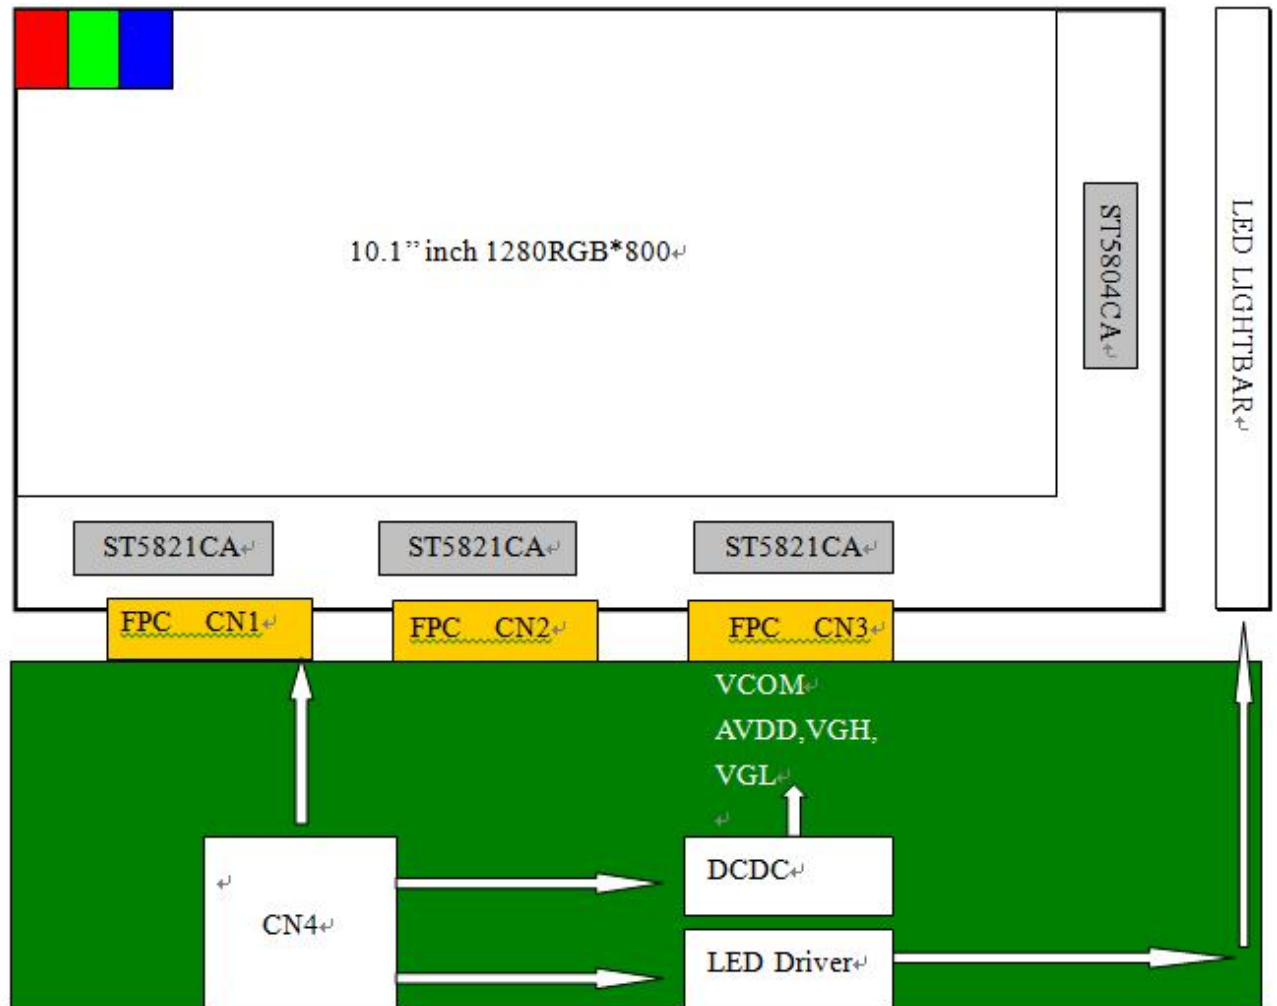 10.1” inch 1280RGB*800
ST5804CA
LED LIGHTBAR
ST5821CA
ST5821CA
ST5821CA
FPC CN1
FPC CN2
FPC CN3
VCOM
AVDD,VGH,
VGL
DCDC
CN4
LED Driver